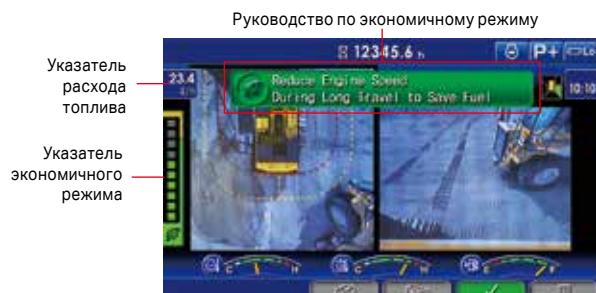 Руководство по экономичному режиму
12345.6 h
P+
Lo
Указатель
расхода
топлива
23.4
Reduce Engine Speed
During Long Travel to Save Fuel
10:10
Указатель
экономичного
режима
C H
C H
E F